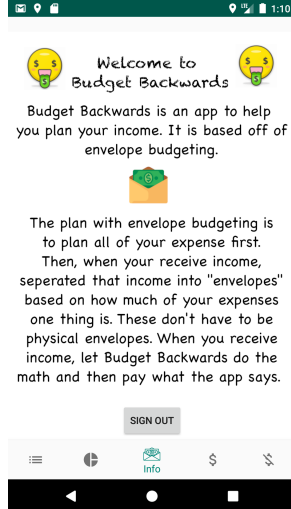 LTE 1:10
Welcome to
Budget Backwards
Budget Backwards is an app to help
you plan your income. It is based off of
envelope budgeting.
The plan with envelope budgeting is
to plan all of your expense first.
Then, when your receive income,
seperated that income into "envelopes"
based on how much of your expenses
one thing is. These don't have to be
physical envelopes. When you receive
income, let Budget Backwards do the
math and then pay what the app says.
SIGN OUT
Info